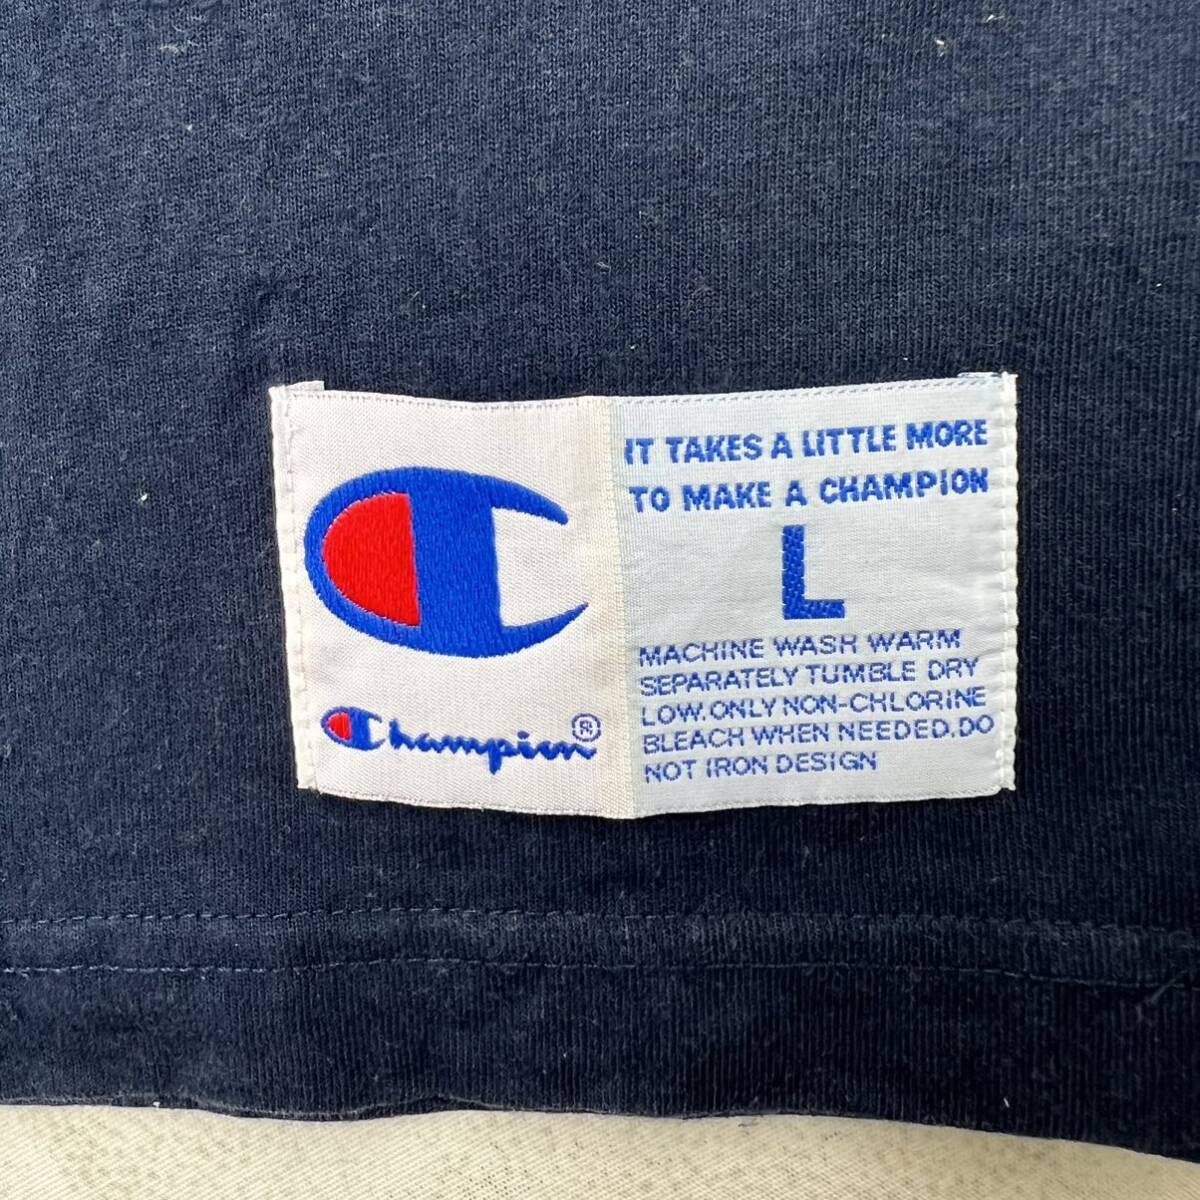 Champion®
IT TAKES A LITTLE MORE
TO MAKE A CHAMPION
L
MACHINE WASH WARM
SEPARATELY TUMBLE DRY
LOW.ONLY NON-CHLORINE
BLEACH WHEN NEEDED.DO
NOT IRON DESIGN